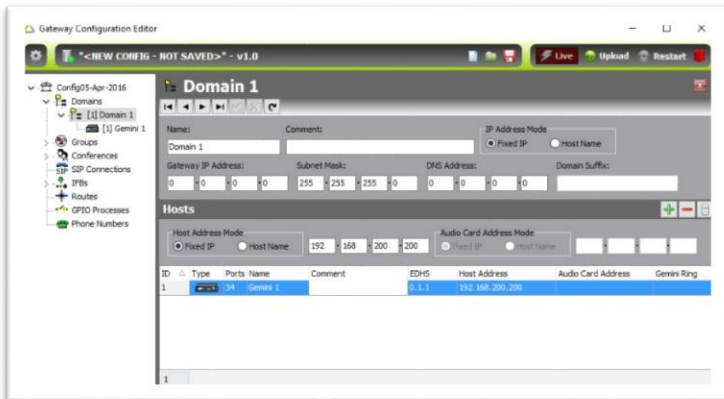 Gateway Configuration Editor
"<NEW CONFIG - NOT SAVED>" - v1.0
Live
Upload
Restart
Config05-Apr-2016
Domains
[1] Domain 1
[1] Gemini 1
Groups
Conferences
SIP SIP Connections
IFBs
Routes
GPIO Processes
Phone Numbers
Domain 1
Name: Comment: IP Address Mode
Domain 1 Fixed IP Host Name
Gateway IP Address: Subnet Mask: DNS Address: Domain Suffix:
0 0 0 0 255 255 255 0 0 0 0 0
Hosts
Host Address Mode Audio Card Address Mode
Fixed IP Host Name 192 168 200 200 Fixed IP Host Name
ID Type Ports Name Comment EDHS Host Address Audio Card Address Gemini Ring
1 34 Gemini 1 0.1.1 192.168.200.200
1